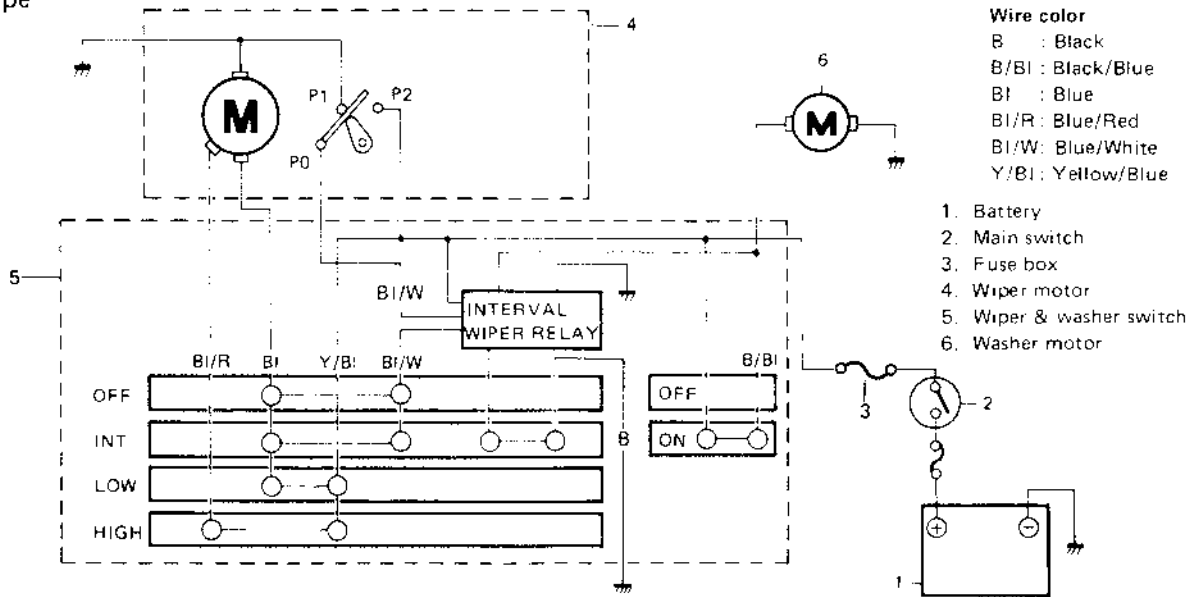 pe
4
P1
P2
M
P0
6
M
Wire color
B : Black
B/Bl : Black/Blue
Bl : Blue
Bl/R : Blue/Red
Bl/W : Blue/White
Y/Bl : Yellow/Blue
1. Battery
2. Main switch
3. Fuse box
4. Wiper motor
5. Wiper & washer switch
6. Washer motor
5
Bl/W
INTERVAL
WIPER RELAY
Bl/R Bl Y/Bl Bl/W
B/Bl
OFF
INT
LOW
HIGH
B
OFF
ON
3
2
+
−
1